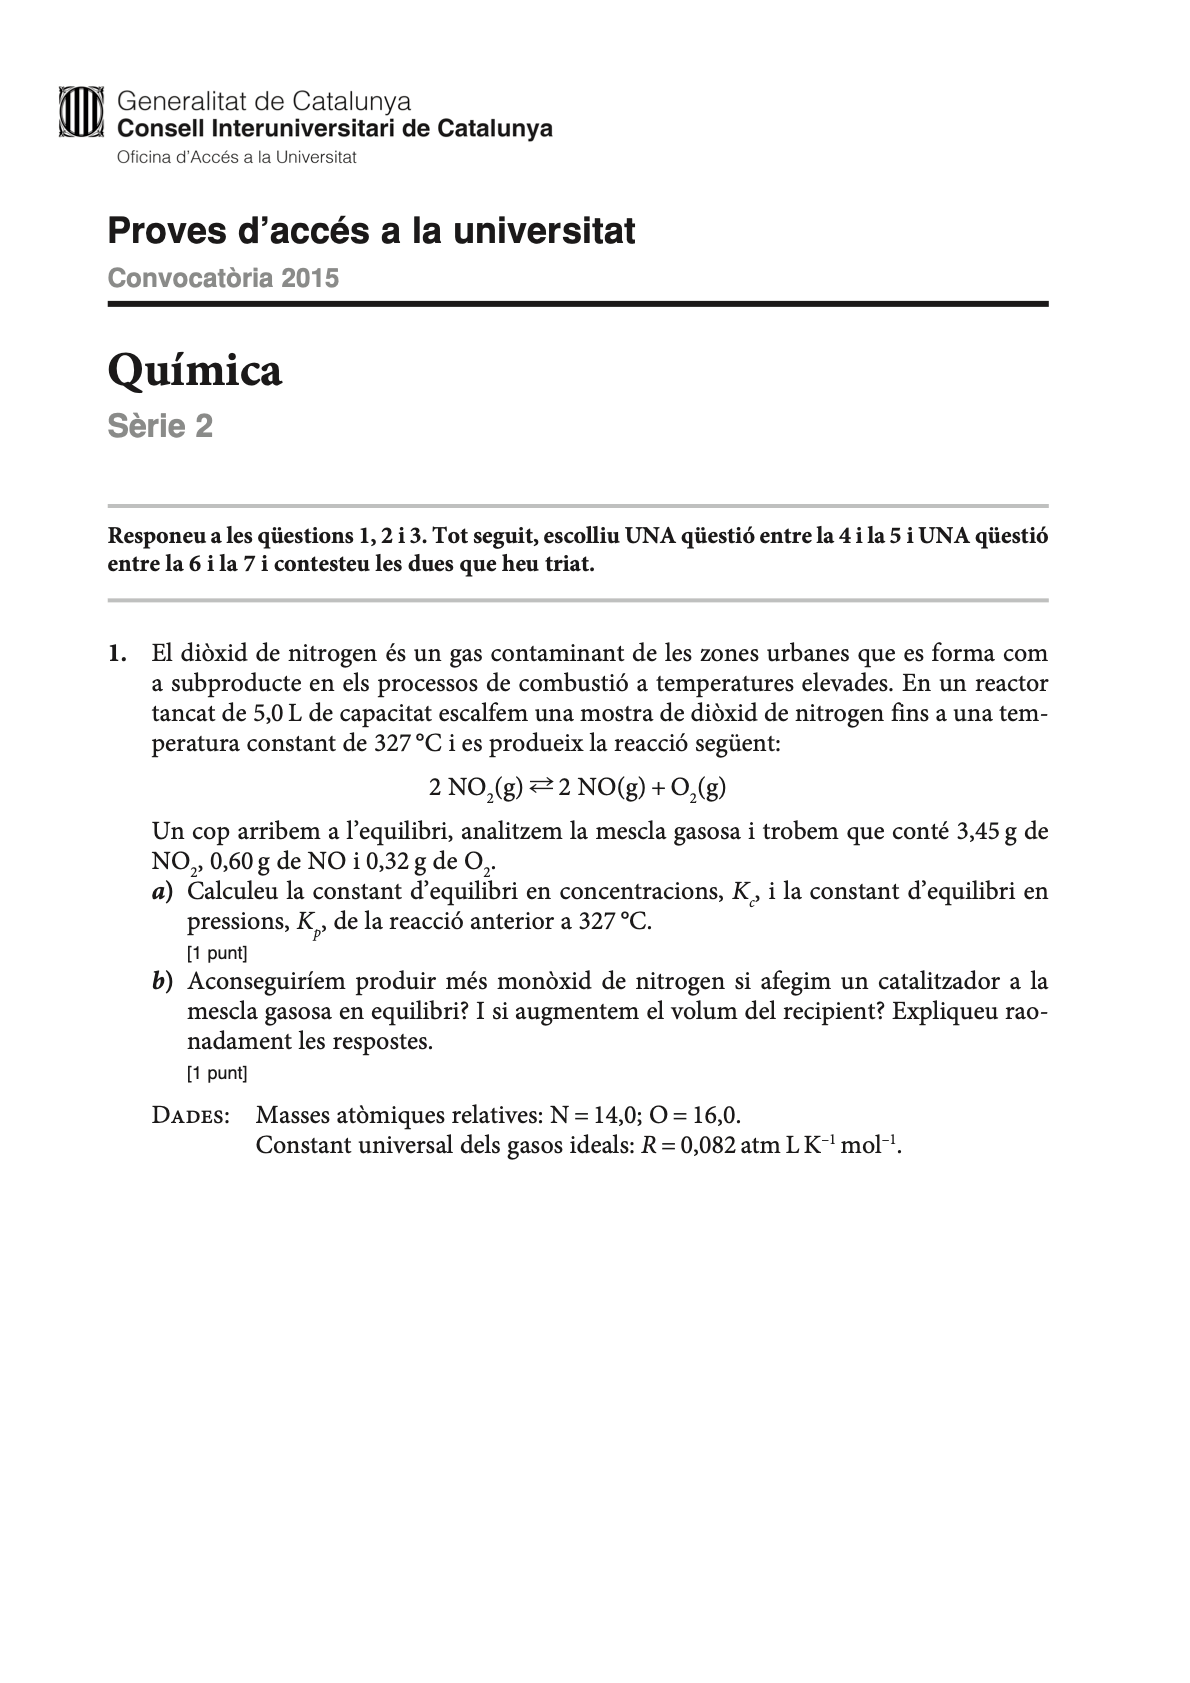 Generalitat de Catalunya
Consell Interuniversitari de Catalunya
Oficina d’Accés a la Universitat
Proves d’accés a la universitat
Convocatòria 2015
Química
Sèrie 2
Responeu a les qüestions 1, 2 i 3. Tot seguit, escolliu UNA qüestió entre la 4 i la 5 i UNA qüestió
entre la 6 i la 7 i contesteu les dues que heu triat.
1. El diòxid de nitrogen és un gas contaminant de les zones urbanes que es forma com
a subproducte en els processos de combustió a temperatures elevades. En un reactor
tancat de 5,0 L de capacitat escalfem una mostra de diòxid de nitrogen fins a una tem-
peratura constant de 327 °C i es produeix la reacció següent:
2 NO₂(g) ⇄ 2 NO(g) + O₂(g)
Un cop arribem a l’equilibri, analitzem la mescla gasosa i trobem que conté 3,45 g de
NO₂, 0,60 g de NO i 0,32 g de O₂.
a) Calculeu la constant d’equilibri en concentracions, K_c, i la constant d’equilibri en
pressions, K_p, de la reacció anterior a 327 °C.
[1 punt]
b) Aconseguiríem produir més monòxid de nitrogen si afegim un catalitzador a la
mescla gasosa en equilibri? I si augmentem el volum del recipient? Expliqueu rao-
nadament les respostes.
[1 punt]
DADES: Masses atòmiques relatives: N = 14,0; O = 16,0.
Constant universal dels gasos ideals: R = 0,082 atm L K⁻¹ mol⁻¹.